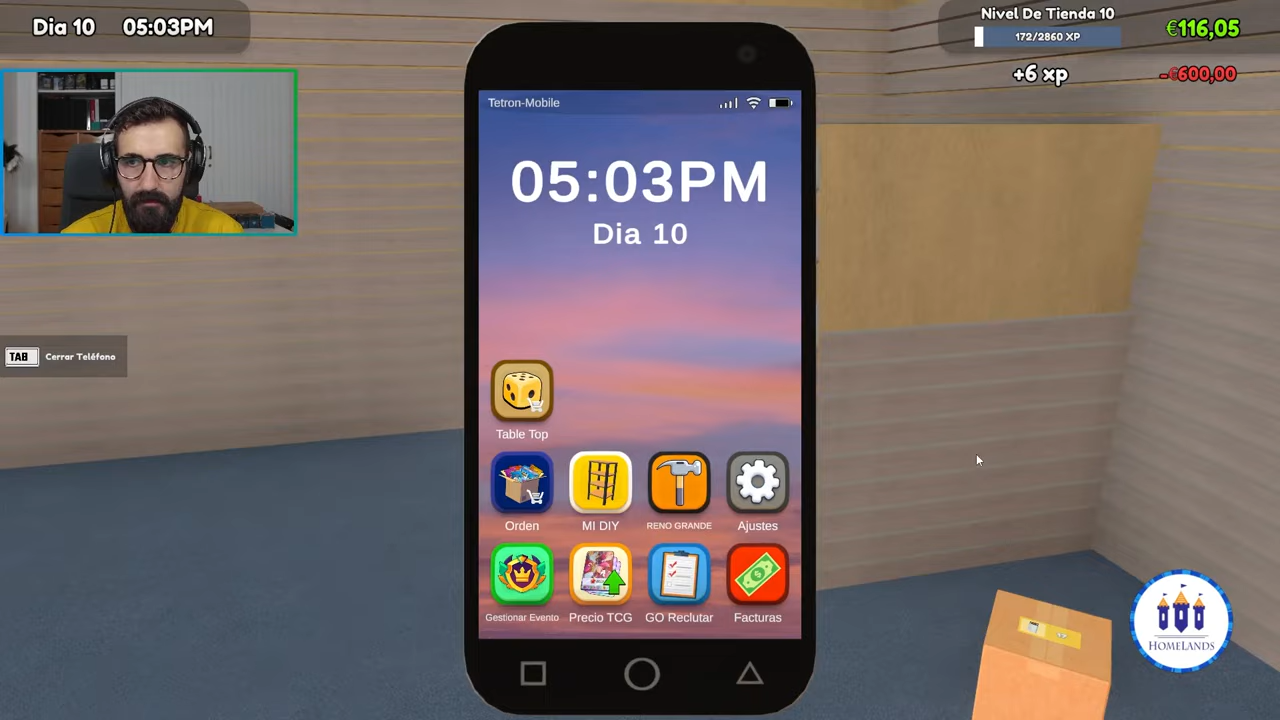 Dia 10 05:03PM
Nivel De Tienda 10
172/2860 XP
€116,05
+6 xp
-€600,00
Tetron-Mobile
05:03PM
Dia 10
TAB Cerrar Teléfono
Table Top
Orden MI DIY RENO GRANDE Ajustes
Gestionar Evento Precio TCG GO Reclutar Facturas
HOMELANDS